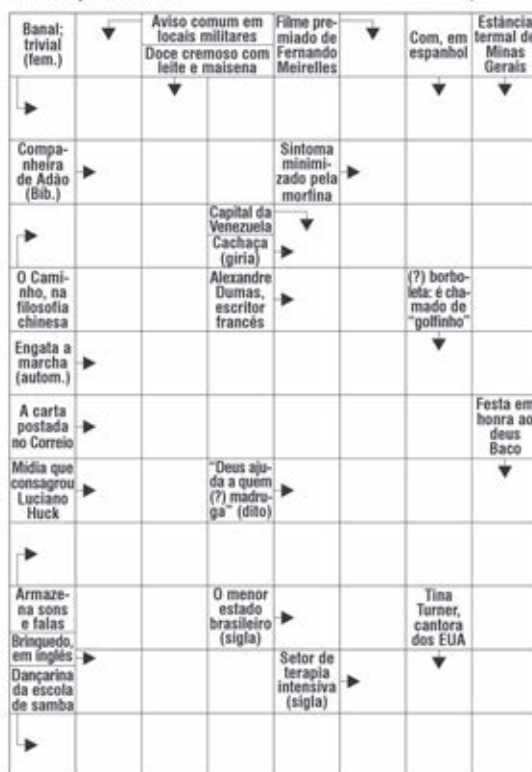 Banal;
trivial
(fem.)
Aviso comum em
locais militares
Doce cremoso com
leite e maisena
Filme pre-
miado de
Fernando
Meirelles
Com, em
espanhol
Estância
termal de
Minas
Gerais
Compa-
nheira
de Adão
(Bíb.)
Sintoma
minimi-
zado pela
morfina
Capital da
Venezuela
Cachaça
(gíria)
O Cami-
nho, na
filosofia
chinesa
Alexandre
Dumas,
escritor
francês
(?) borbo-
leta: é cha-
mado de
"golfinho"
Engata a
marcha
(autom.)
A carta
postada
no Correio
Festa em
honra ao
deus
Baco
Mídia que
consagrou
Luciano
Huck
"Deus aju-
da a quem
(?) madru-
ga" (dito)
Armaze-
na sons
e falas
O menor
estado
brasileiro
(sigla)
Tina
Turner,
cantora
dos EUA
Brinquedo,
em inglês
Dançarina
da escola
de samba
Setor de
terapia
intensiva
(sigla)